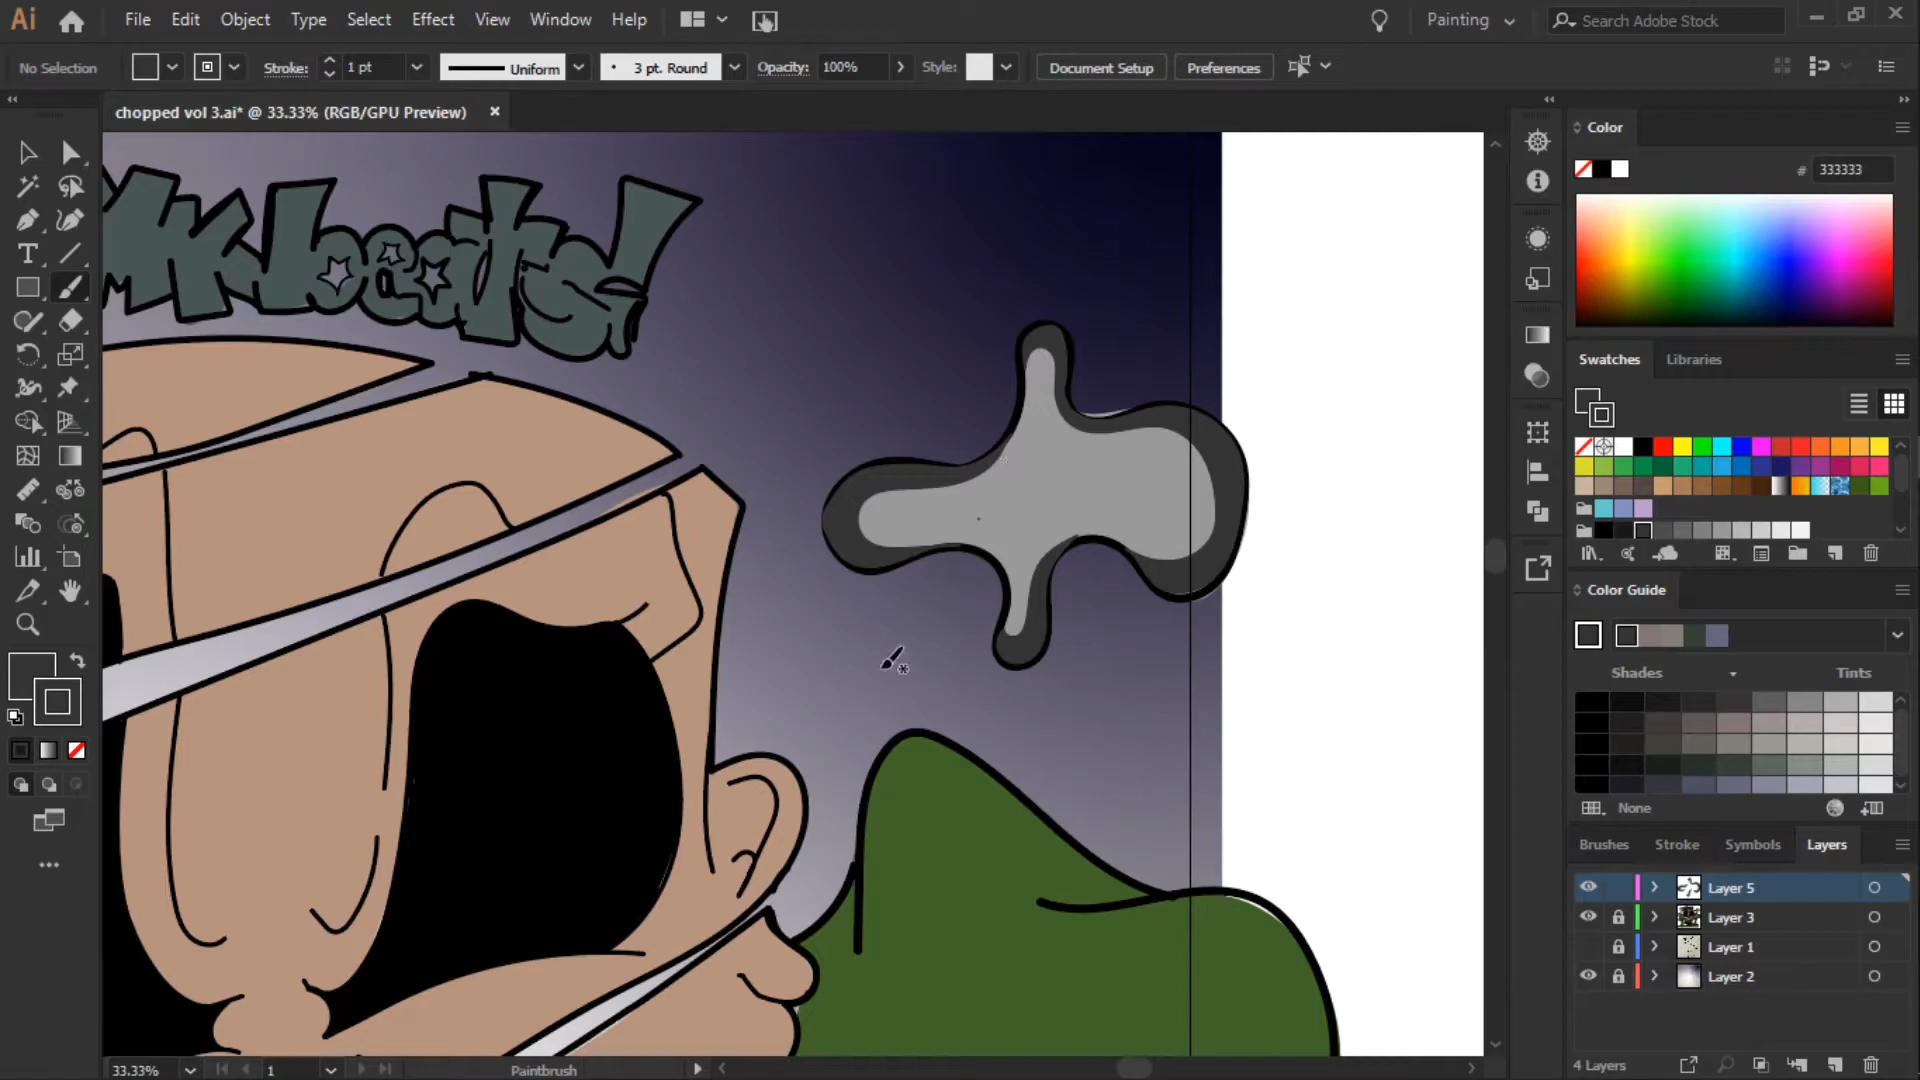 Ai File Edit Object Type Select Effect View Window Help Painting Search Adobe Stock
No Selection Stroke: 1 pt Uniform 3 pt. Round Opacity: 100% Style: Document Setup Preferences
chopped vol 3.ai* @ 33.33% (RGB/GPU Preview)
Color
# 333333
Swatches Libraries
Color Guide
Shades Tints
None
Brushes Stroke Symbols Layers
Layer 5
Layer 3
Layer 1
Layer 2
4 Layers
33.33% 1 Paintbrush